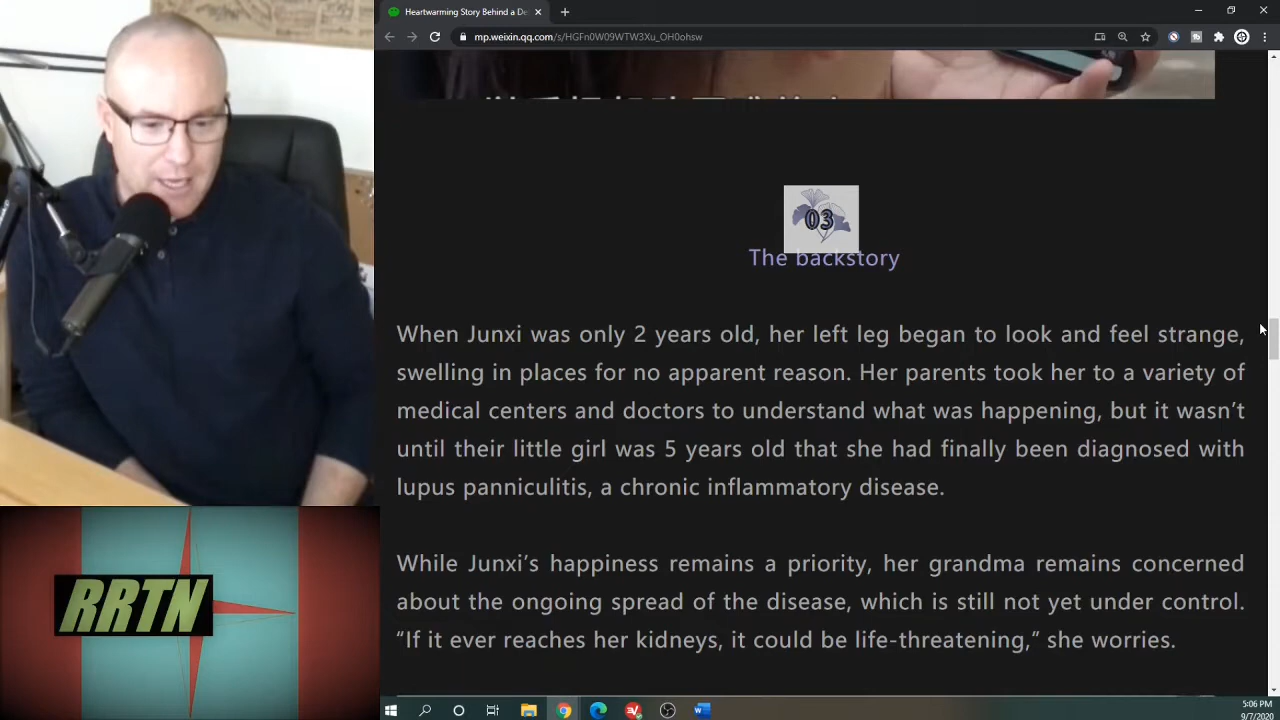 Heartwarming Story Behind a De
mp.weixin.qq.com/s/HGFn0W09WTW3Xu_OH0ohsw
03
The backstory
When Junxi was only 2 years old, her left leg began to look and feel strange,
swelling in places for no apparent reason. Her parents took her to a variety of
medical centers and doctors to understand what was happening, but it wasn't
until their little girl was 5 years old that she had finally been diagnosed with
lupus panniculitis, a chronic inflammatory disease.
While Junxi's happiness remains a priority, her grandma remains concerned
about the ongoing spread of the disease, which is still not yet under control.
“If it ever reaches her kidneys, it could be life-threatening,” she worries.
RRTN
5:06 PM
9/7/2020